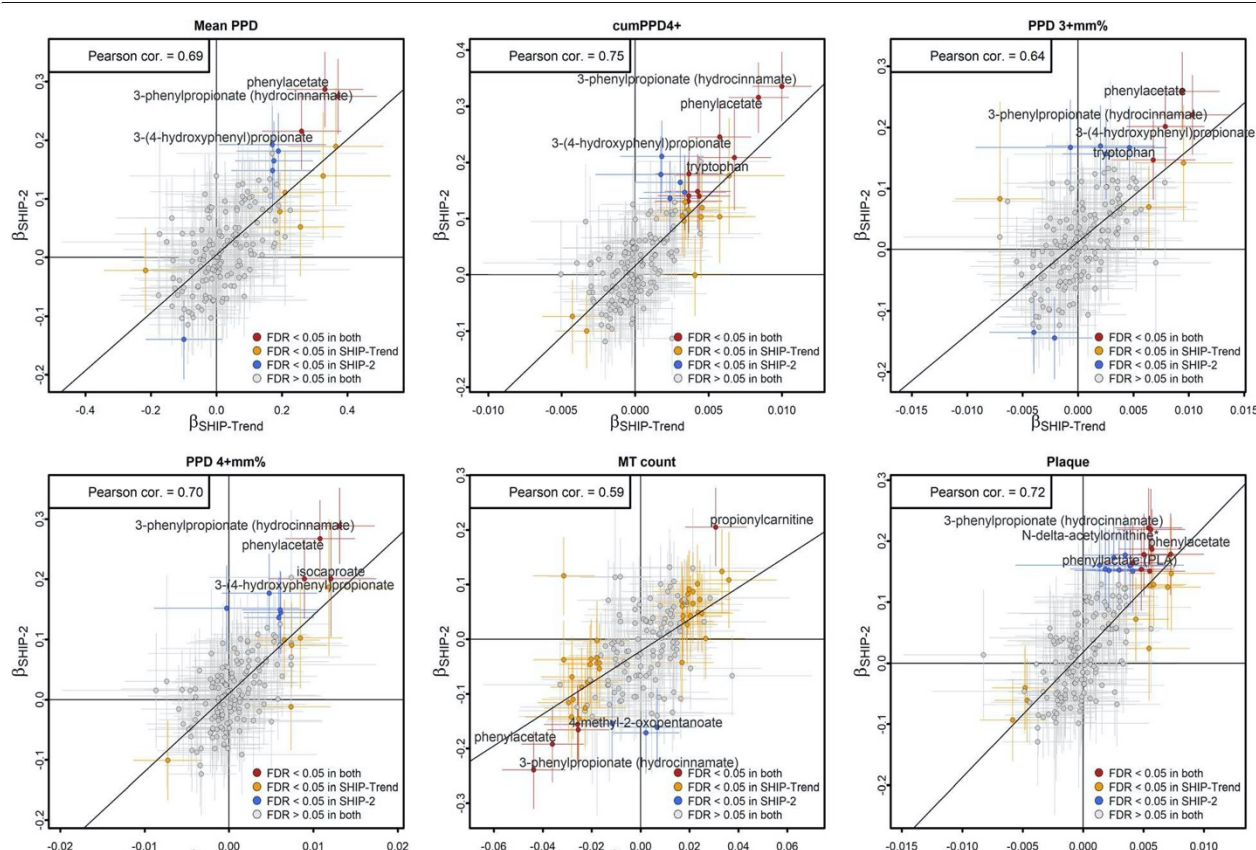 Mean PPD
Pearson cor. = 0.69
phenylacetate
3-phenylpropionate (hydrocinnamate)
3-(4-hydroxyphenyl)propionate
βSHIP-2
0.3
0.2
0.1
0.0
-0.1
-0.2
FDR < 0.05 in both
FDR < 0.05 in SHIP-Trend
FDR < 0.05 in SHIP-2
FDR > 0.05 in both
-0.4 -0.2 0.0 0.2 0.4
βSHIP-Trend
cumPPD4+
Pearson cor. = 0.75
3-phenylpropionate (hydrocinnamate)
phenylacetate
3-(4-hydroxyphenyl)propionate
tryptophan
βSHIP-2
0.4
0.3
0.2
0.1
0.0
-0.1
-0.2
FDR < 0.05 in both
FDR < 0.05 in SHIP-Trend
FDR < 0.05 in SHIP-2
FDR > 0.05 in both
-0.010 -0.005 0.000 0.005 0.010
βSHIP-Trend
PPD 3+mm%
Pearson cor. = 0.64
phenylacetate
3-phenylpropionate (hydrocinnamate)
3-(4-hydroxyphenyl)propionate
tryptophan
βSHIP-2
0.3
0.2
0.1
0.0
-0.1
-0.2
FDR < 0.05 in both
FDR < 0.05 in SHIP-Trend
FDR < 0.05 in SHIP-2
FDR > 0.05 in both
-0.015 -0.010 -0.005 0.000 0.005 0.010 0.015
βSHIP-Trend
PPD 4+mm%
Pearson cor. = 0.70
3-phenylpropionate (hydrocinnamate)
phenylacetate
isocaproate
3-(4-hydroxyphenyl)propionate
βSHIP-2
0.3
0.2
0.1
0.0
-0.1
-0.2
FDR < 0.05 in both
FDR < 0.05 in SHIP-Trend
FDR < 0.05 in SHIP-2
FDR > 0.05 in both
-0.02 -0.01 0.00 0.01 0.02
MT count
Pearson cor. = 0.59
propionylcarnitine
4-methyl-2-oxopentanoate
phenylacetate
3-phenylpropionate (hydrocinnamate)
βSHIP-2
0.3
0.2
0.1
0.0
-0.1
-0.2
-0.3
FDR < 0.05 in both
FDR < 0.05 in SHIP-Trend
FDR < 0.05 in SHIP-2
FDR > 0.05 in both
-0.06 -0.04 -0.02 0.00 0.02 0.04 0.06
Plaque
Pearson cor. = 0.72
3-phenylpropionate (hydrocinnamate)
N-delta-acetylornithine
phenylacetate
phenyllactate (PLA)
βSHIP-2
0.3
0.2
0.1
0.0
-0.1
-0.2
FDR < 0.05 in both
FDR < 0.05 in SHIP-Trend
FDR < 0.05 in SHIP-2
FDR > 0.05 in both
-0.015 -0.010 -0.005 0.000 0.005 0.010